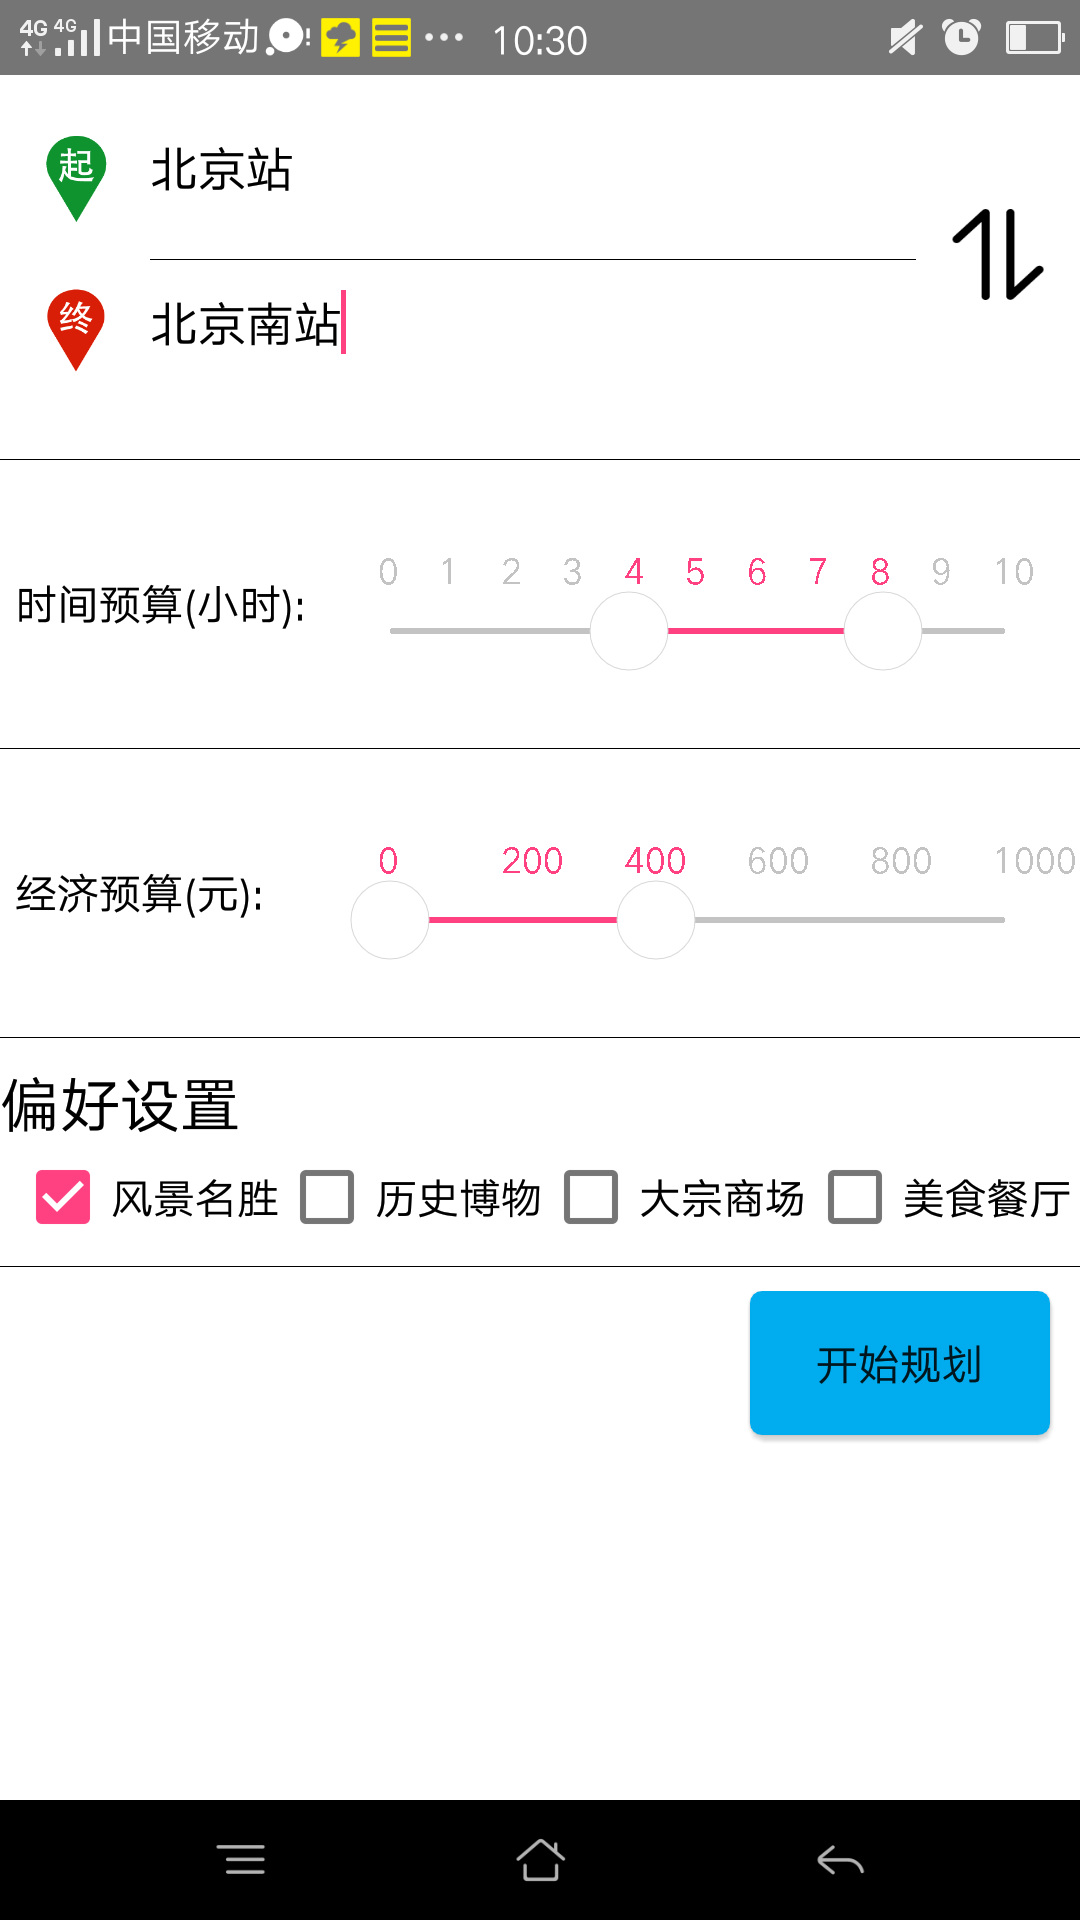 4G 4G 中国移动 ... 10:30
起 北京站
终 北京南站
0 1 2 3 4 5 6 7 8 9 10
时间预算(小时):
0 200 400 600 800 1000
经济预算(元):
偏好设置
风景名胜 历史博物 大宗商场 美食餐厅
开始规划